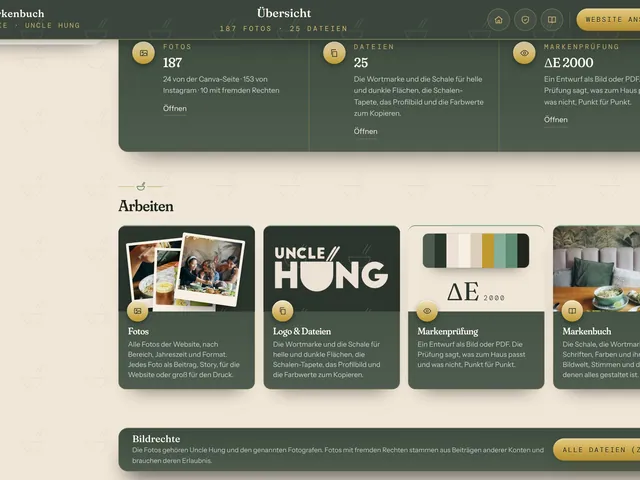 rkenbuch
E · UNCLE HUNG
Übersicht
187 FOTOS · 25 DATEIEN
WEBSITE ANS
FOTOS
187
24 von der Canva-Seite · 153 von
Instagram · 10 mit fremden Rechten
Öffnen
DATEIEN
25
Die Wortmarke und die Schale für helle
und dunkle Flächen, die Schalen-
Tapete, das Profilbild und die Farbwerte
zum Kopieren.
Öffnen
MARKENPRÜFUNG
ΔE 2000
Ein Entwurf als Bild oder PDF.
Prüfung sagt, was zum Haus p
was nicht, Punkt für Punkt.
Öffnen
Arbeiten
Fotos
Alle Fotos der Website, nach
Bereich, Jahreszeit und Format.
Jedes Foto als Beitrag, Story, für die
Website oder groß für den Druck.
UNCLE
HUNG
Logo & Dateien
Die Wortmarke und die Schale für
helle und dunkle Flächen, die
Schalen-Tapete, das Profilbild und
die Farbwerte zum Kopieren.
ΔE 2000
Markenprüfung
Ein Entwurf als Bild oder PDF. Die
Prüfung sagt, was zum Haus passt
und was nicht, Punkt für Punkt.
Markenbuch
Die Schale, die Wortmar
Schriften, Farben und ihr
Bildwelt, Stimmen und d
denen alles gestaltet ist.
Bildrechte
Die Fotos gehören Uncle Hung und den genannten Fotografen. Fotos mit fremden Rechten stammen aus Beiträgen anderer Konten und
brauchen deren Erlaubnis.
ALLE DATEIEN (Z